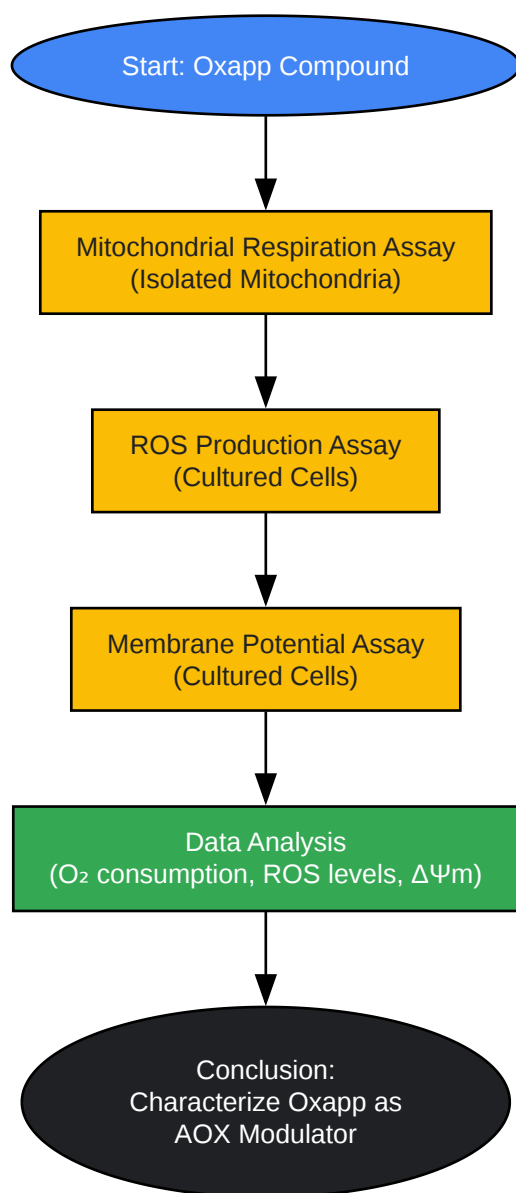 Start: Oxapp Compound
Mitochondrial Respiration Assay
(Isolated Mitochondria)
ROS Production Assay
(Cultured Cells)
Membrane Potential Assay
(Cultured Cells)
Data Analysis
(O₂ consumption, ROS levels, ΔΨm)
Conclusion:
Characterize Oxapp as
AOX Modulator